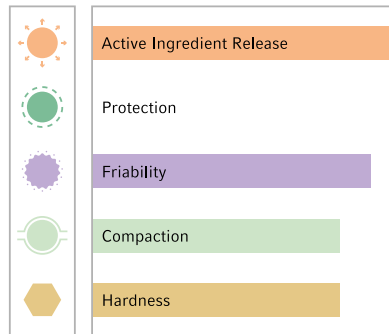 Active Ingredient Release
Protection
Friability
Compaction
Hardness